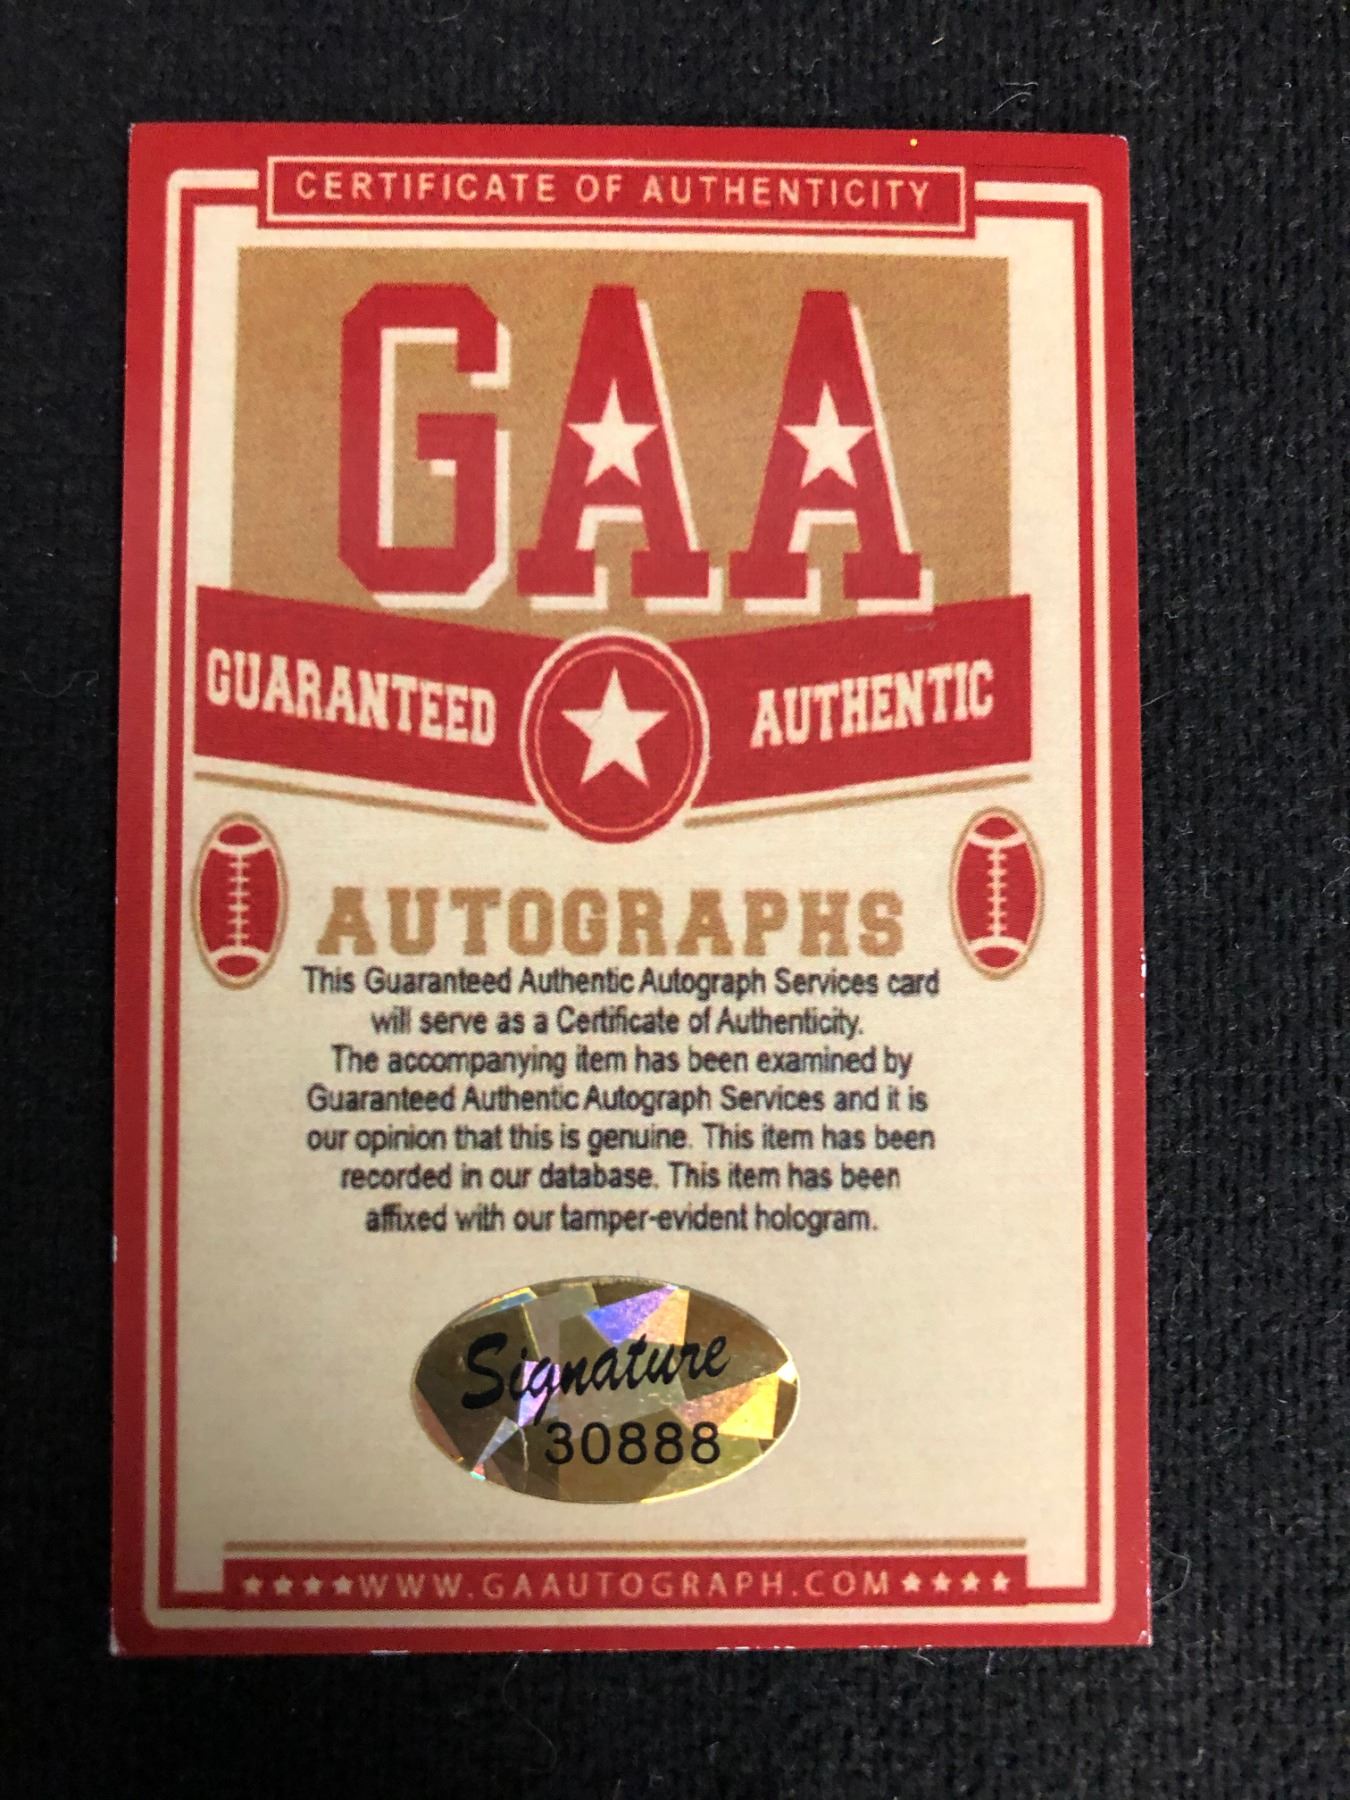 CERTIFICATE OF AUTHENTICITY
GAA
GUARANTEED AUTHENTIC
AUTOGRAPHS
This Guaranteed Authentic Autograph Services card
will serve as a Certificate of Authenticity.
The accompanying item has been examined by
Guaranteed Authentic Autograph Services and it is
our opinion that this is genuine. This item has been
recorded in our database. This item has been
affixed with our tamper-evident hologram.
Signature
30888
WWW.GAAUTOGRAPH.COM